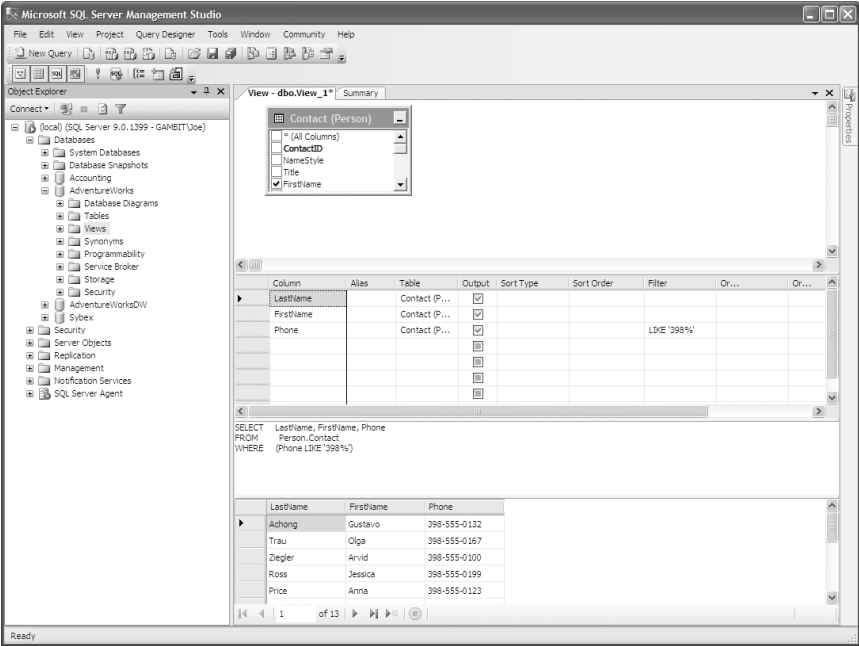 Microsoft SQL Server Management Studio
File Edit View Project Query Designer Tools Window Community Help
New Query
Object Explorer
Connect
(local) (SQL Server 9.0.1399 - GAMBIT\Joe)
Databases
System Databases
Database Snapshots
Accounting
AdventureWorks
Database Diagrams
Tables
Views
Synonyms
Programmability
Service Broker
Storage
Security
AdventureWorksDW
Sybex
Security
Server Objects
Replication
Management
Notification Services
SQL Server Agent
View - dbo.View_1* Summary
Properties
Contact (Person)
* (All Columns)
ContactID
NameStyle
Title
FirstName
Column Alias Table Output Sort Type Sort Order Filter Or... Or...
LastName Contact (P...
FirstName Contact (P...
Phone Contact (P... LIKE '398%'
SELECT LastName, FirstName, Phone
FROM Person.Contact
WHERE (Phone LIKE '398%')
LastName FirstName Phone
Achong Gustavo 398-555-0132
Trau Olga 398-555-0167
Ziegler Arvid 398-555-0100
Ross Jessica 398-555-0199
Price Anna 398-555-0123
1 of 13
Ready